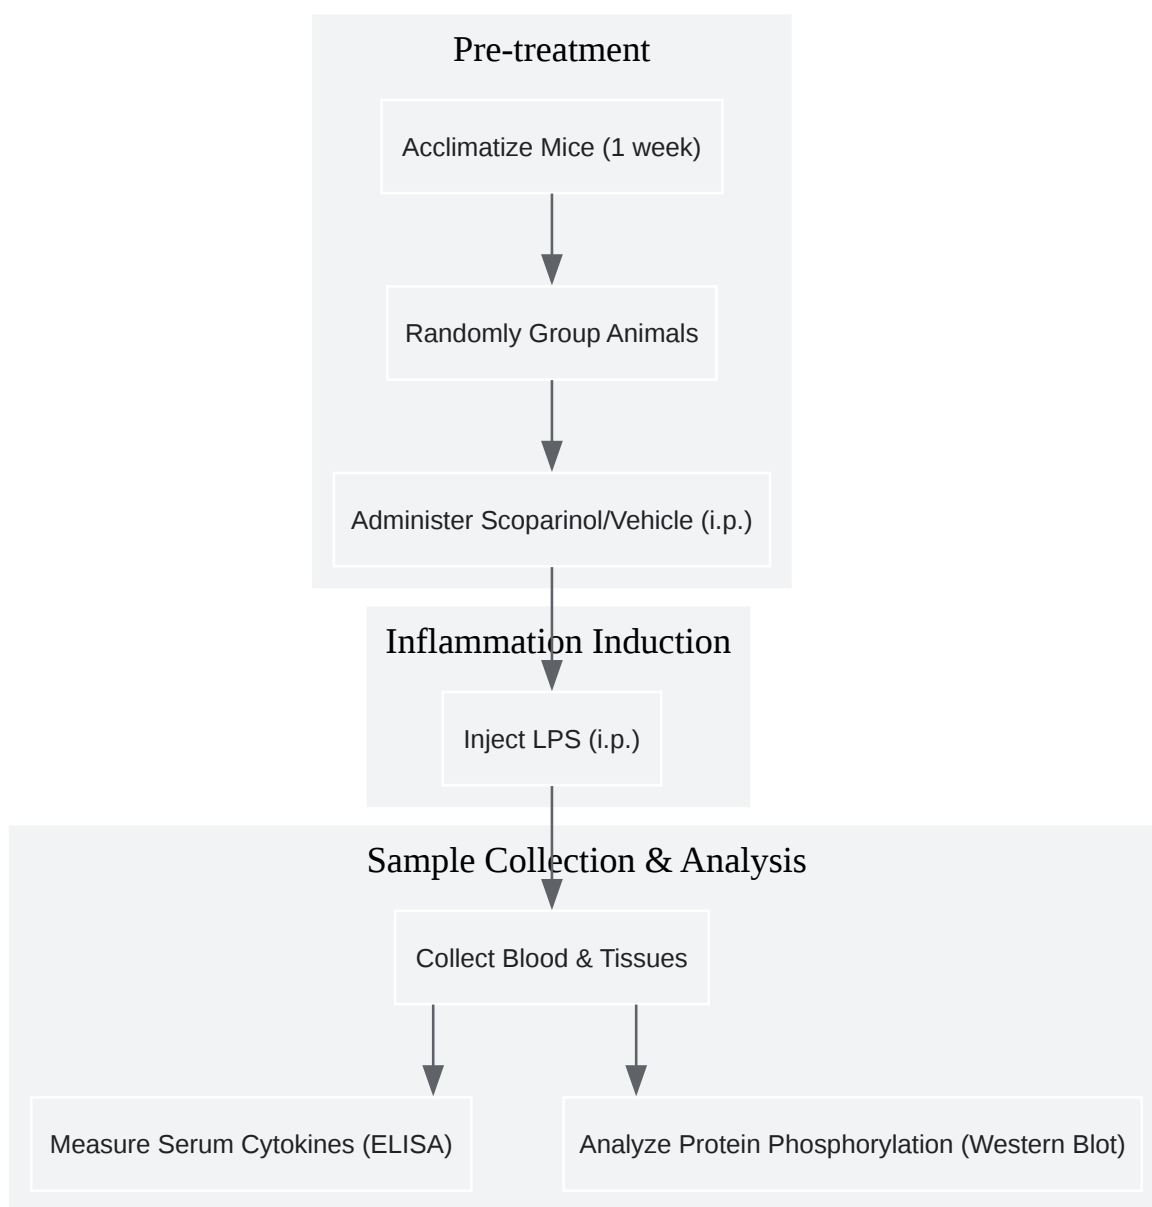 Pre-treatment
Acclimatize Mice (1 week)
Randomly Group Animals
Administer Scoparinol/Vehicle (i.p.)
Inflammation Induction
Inject LPS (i.p.)
Sample Collection & Analysis
Collect Blood & Tissues
Measure Serum Cytokines (ELISA)
Analyze Protein Phosphorylation (Western Blot)